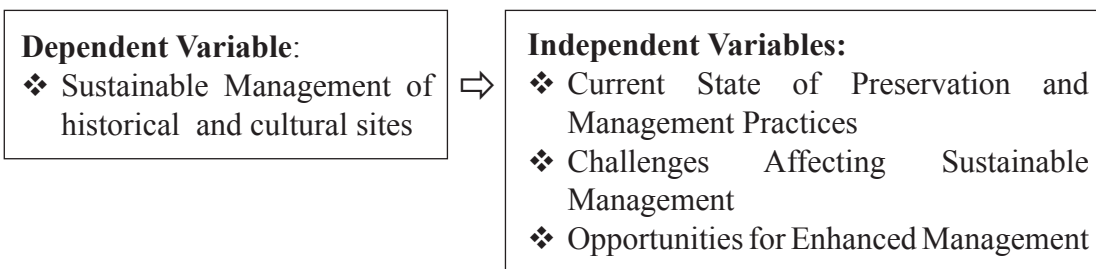 Dependent Variable:
❖ Sustainable Management of
historical and cultural sites
⇨
Independent Variables:
❖ Current State of Preservation and
Management Practices
❖ Challenges Affecting Sustainable
Management
❖ Opportunities for Enhanced Management